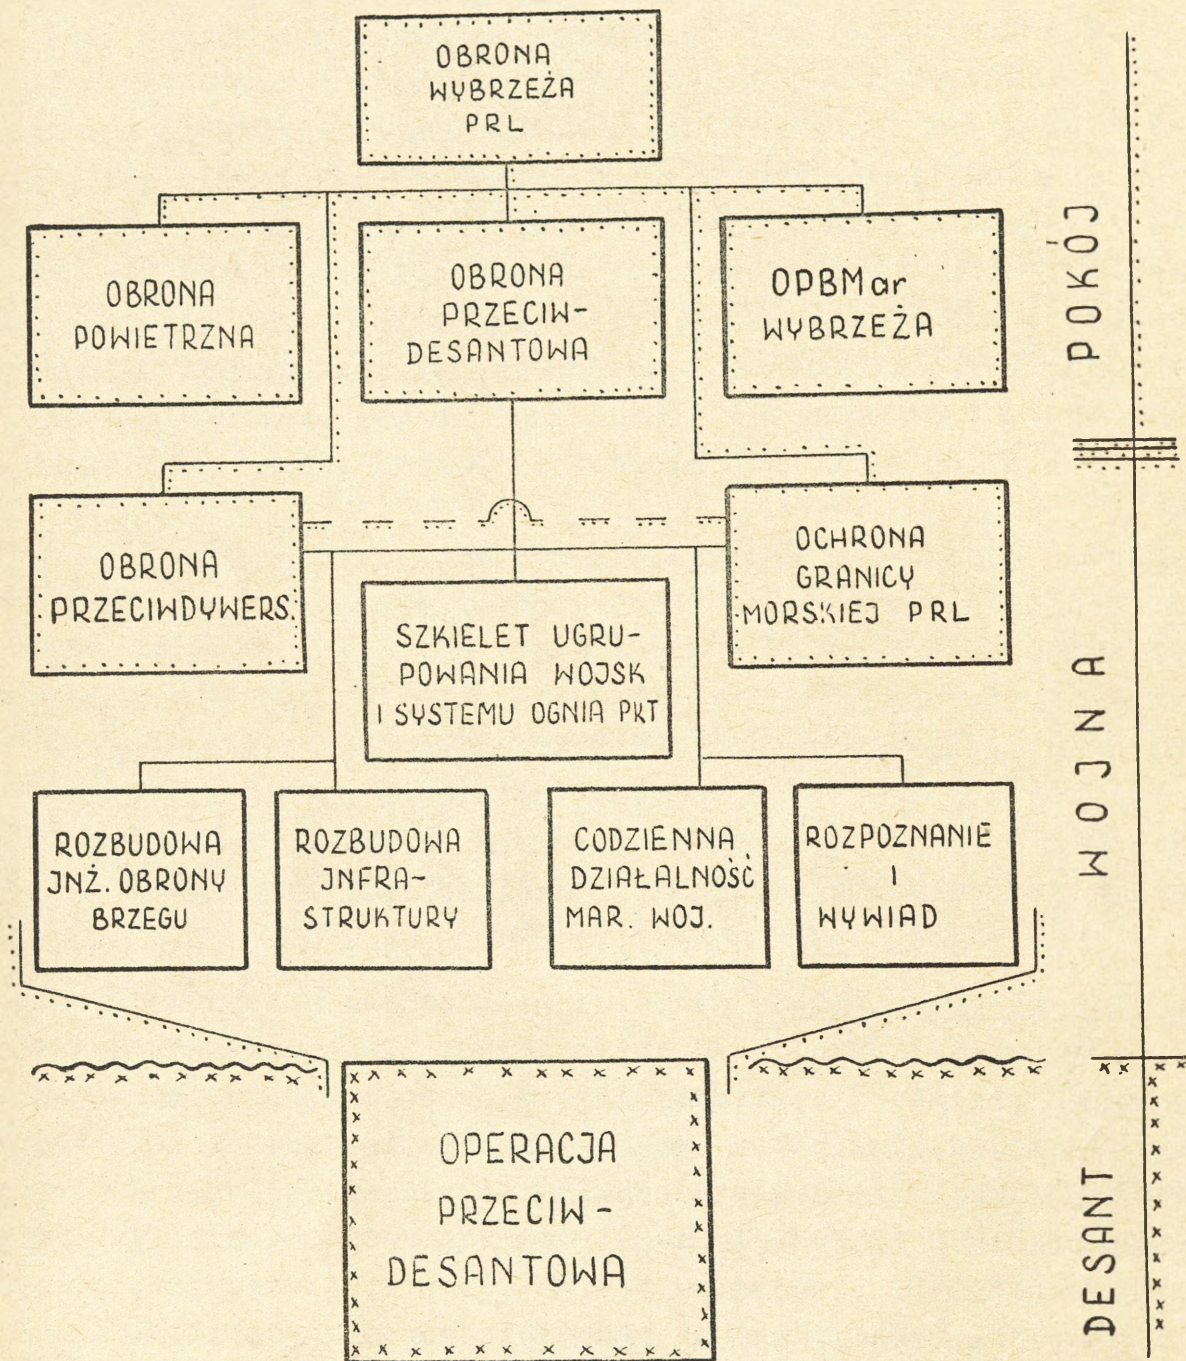 OBRONA
WYBRZEŻA
PRL
OBRONA
POWIETRZNA
OBRONA
PRZECIW-
DESANTOWA
OPBMar
WYBRZEŻA
POKÓJ
OBRONA
PRZECIWDYWERS.
OCHRONA
GRANICY
MORSKIEJ PRL
SZKIELET UGRU-
POWANIA WOJSK
I SYSTEMU OGNIA PKT
WOJNA
ROZBUDOWA
JNŻ. OBRONY
BRZEGU
ROZBUDOWA
JNFRA-
STRUKTURY
CODZIENNA
DZIAŁALNOŚĆ
MAR. WOJ.
ROZPOZNANIE
I
WYWIAD
OPERACJA
PRZECIW-
DESANTOWA
DESANT